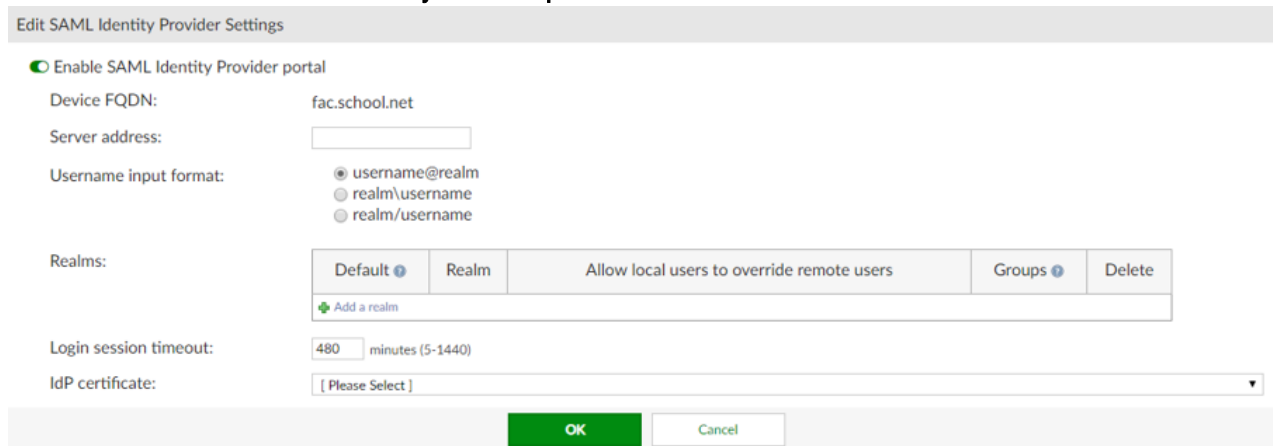 Edit SAML Identity Provider Settings
Enable SAML Identity Provider portal
Device FQDN: fac.school.net
Server address:
Username input format: username@realm
realm\username
realm/username
Realms:
Default Realm Allow local users to override remote users Groups Delete
Add a realm
Login session timeout: 480 minutes (5-1440)
IdP certificate: [ Please Select ]
OK Cancel